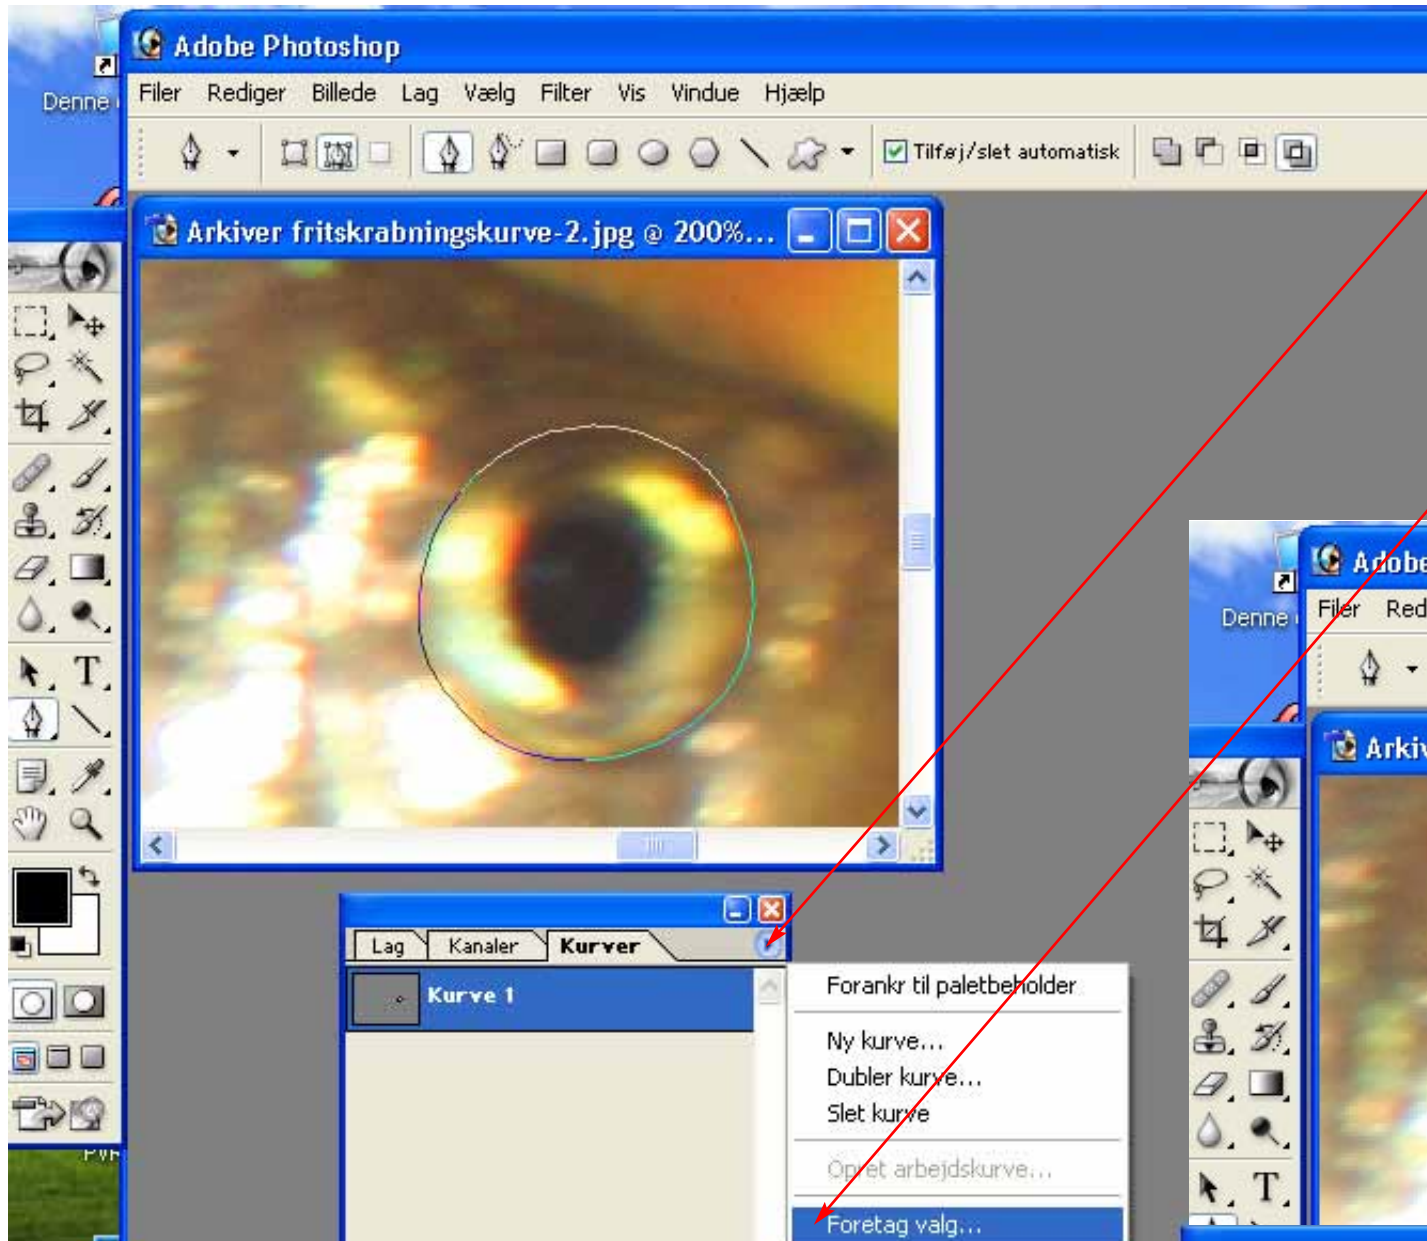 Adobe Photoshop
Denne
Filer Rediger Billede Lag Vælg Filter Vis Vindue Hjælp
Tilføj/slet automatisk
Arkiver fritskrabningskurve-2.jpg @ 200%...
T
Lag Kanaler Kurver
Kurve 1
Forankr til paletbeholder
Ny kurve...
Dubler kurve...
Slet kurve
Opret arbejdskurve...
Foretag valg...
PVR
Adobe
Denne
Filer Red
Arkiv
T